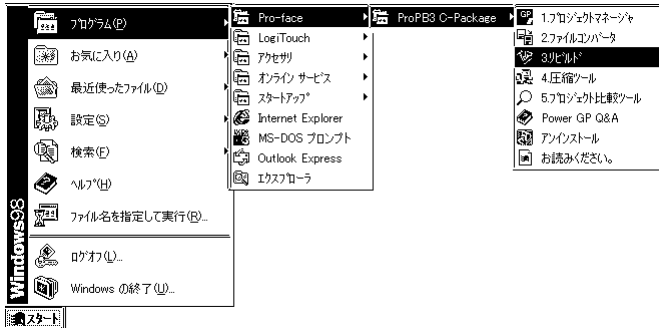 プログラム(P)
お気に入り(A)
最近使ったファイル(D)
設定(S)
検索(F)
ヘルプ(H)
ファイル名を指定して実行(R)...
ログオフ(L)...
Windows の終了(U)...
Windows98
スタート
Pro-face
LogiTouch
アクセサリ
オンライン サービス
スタートアップ
Internet Explorer
MS-DOS プロンプト
Outlook Express
エクスプローラ
ProPB3 C-Package
1.プロジェクトマネージャ
2.ファイルコンバータ
3.リビルド
4.圧縮ツール
5.プロジェクト比較ツール
Power GP Q&A
アンインストール
お読みください。